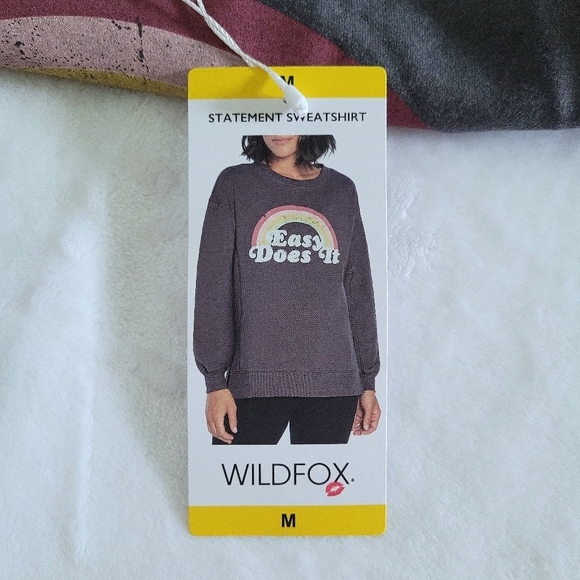 M
STATEMENT SWEATSHIRT
Easy
Does It
WILDFOX®
M